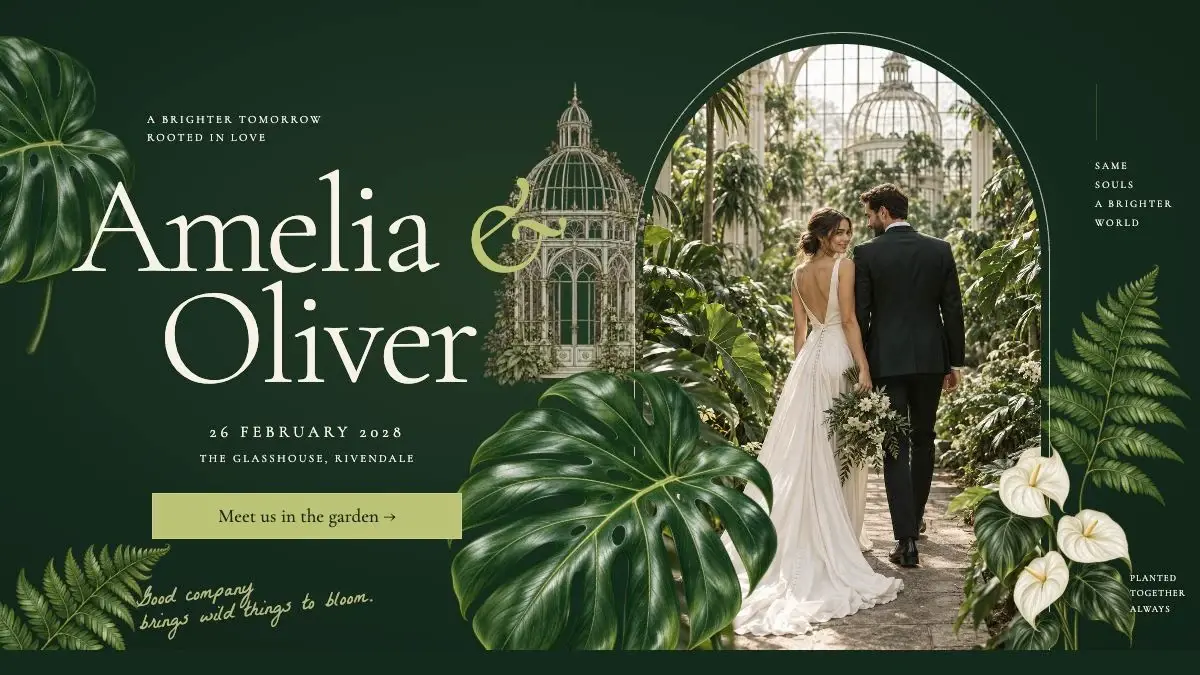 A BRIGHTER TOMORROW
ROOTED IN LOVE
Amelia &
Oliver
26 FEBRUARY 2028
THE GLASSHOUSE, RIVENDALE
Meet us in the garden →
Good company
brings wild things to bloom.
SAME
SOULS
A BRIGHTER
WORLD
PLANTED
TOGETHER
ALWAYS